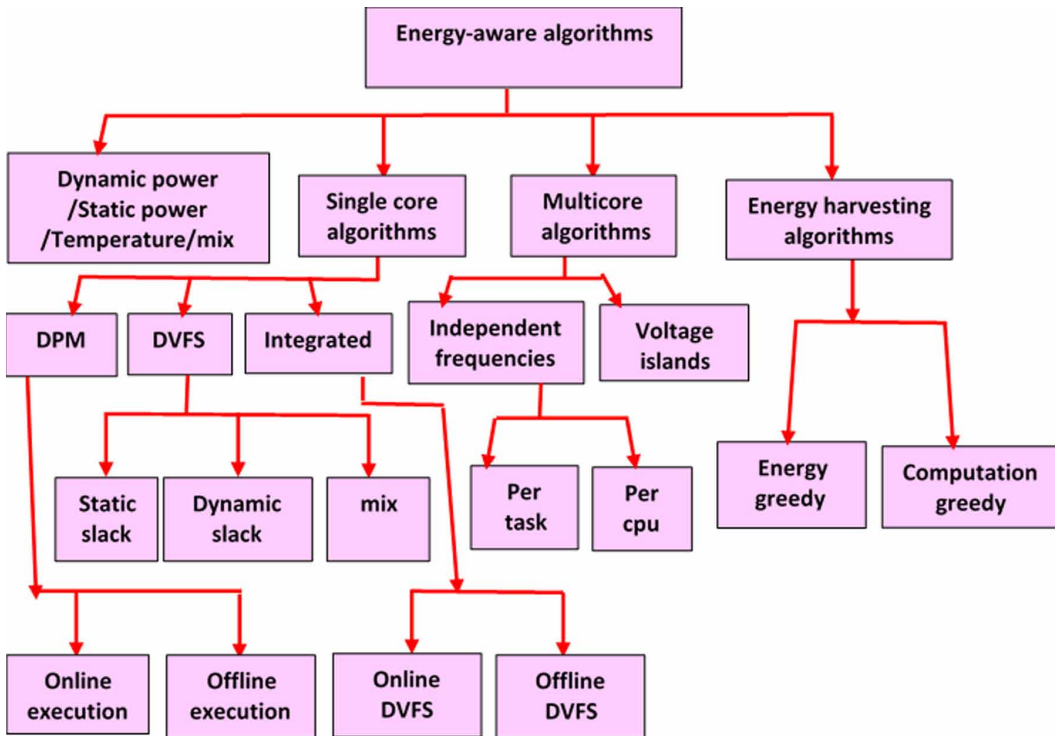 Energy-aware algorithms
Dynamic power
/Static power
/Temperature/mix
Single core
algorithms
Multicore
algorithms
Energy harvesting
algorithms
DPM
DVFS
Integrated
Independent
frequencies
Voltage
islands
Static
slack
Dynamic
slack
mix
Per
task
Per
cpu
Energy
greedy
Computation
greedy
Online
execution
Offline
execution
Online
DVFS
Offline
DVFS